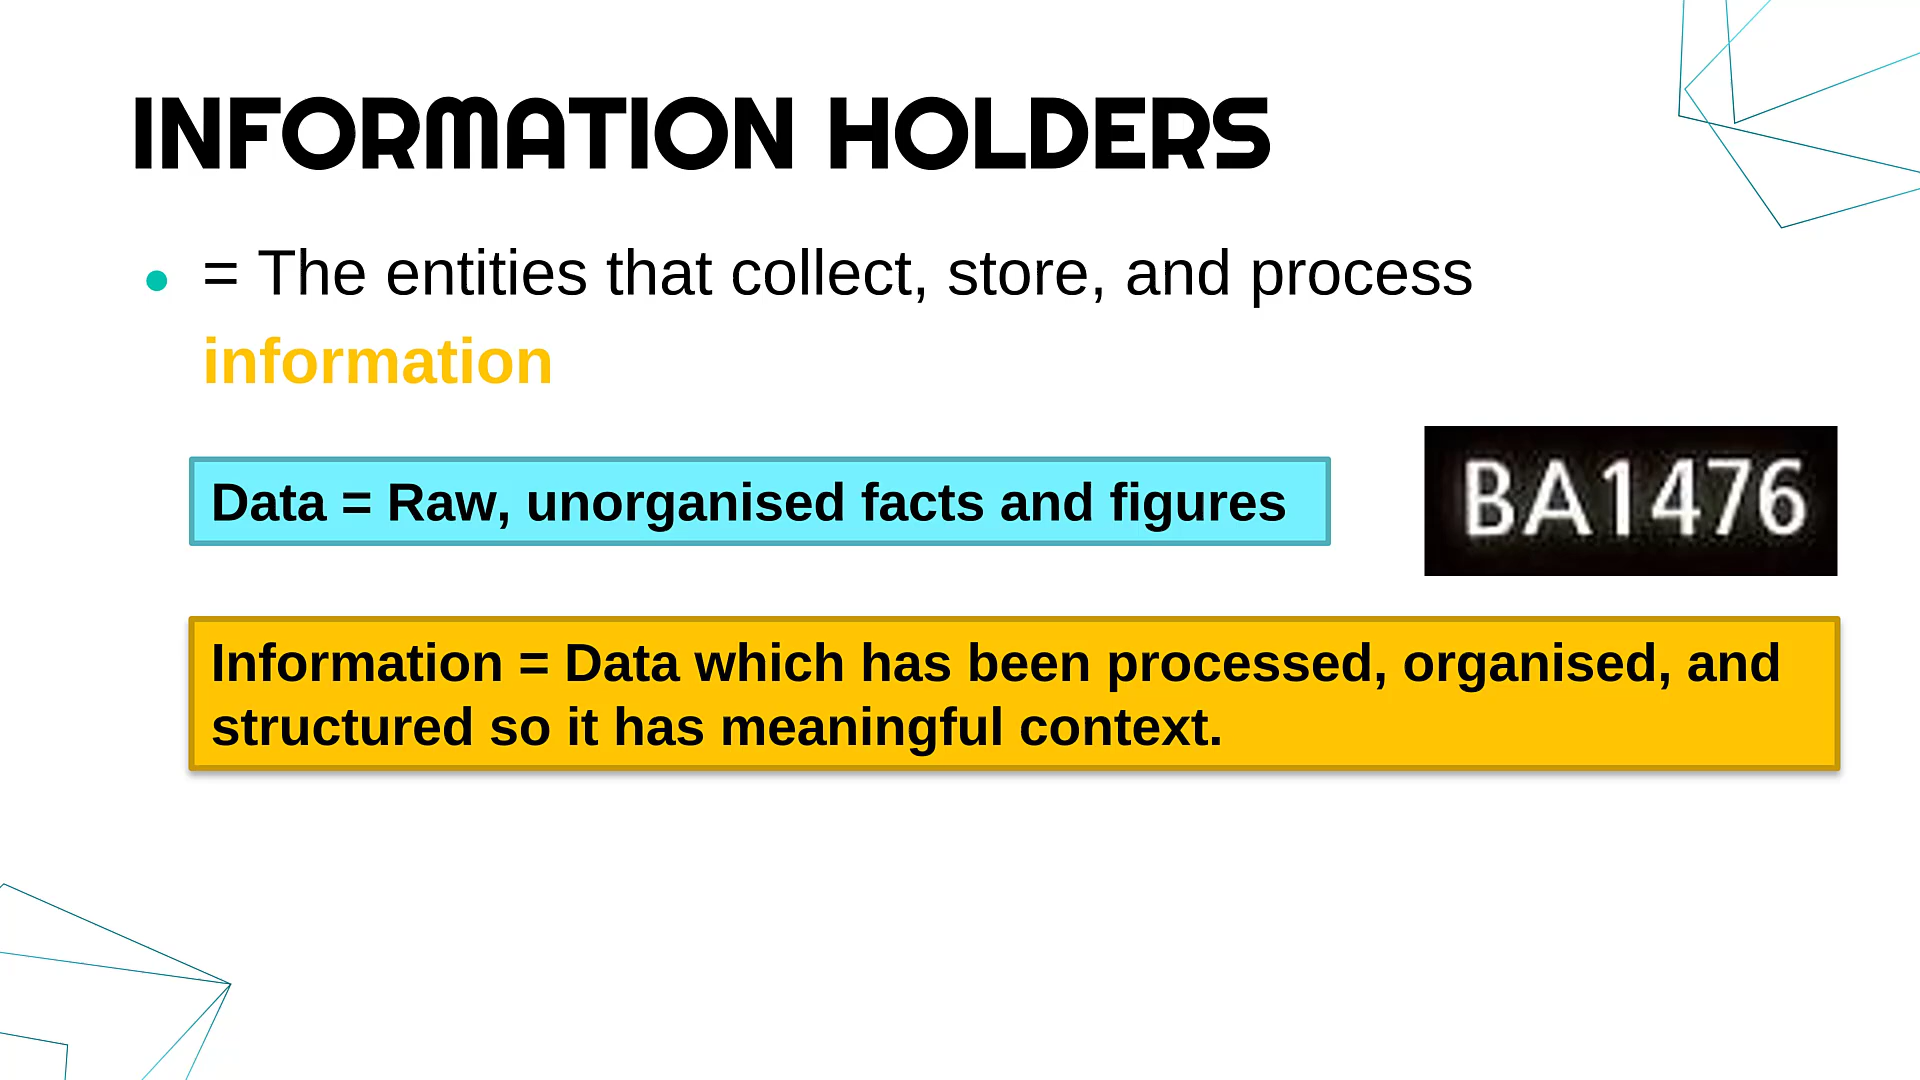 INFORMATION HOLDERS
= The entities that collect, store, and process
information
Data = Raw, unorganised facts and figures
BA1476
Information = Data which has been processed, organised, and
structured so it has meaningful context.